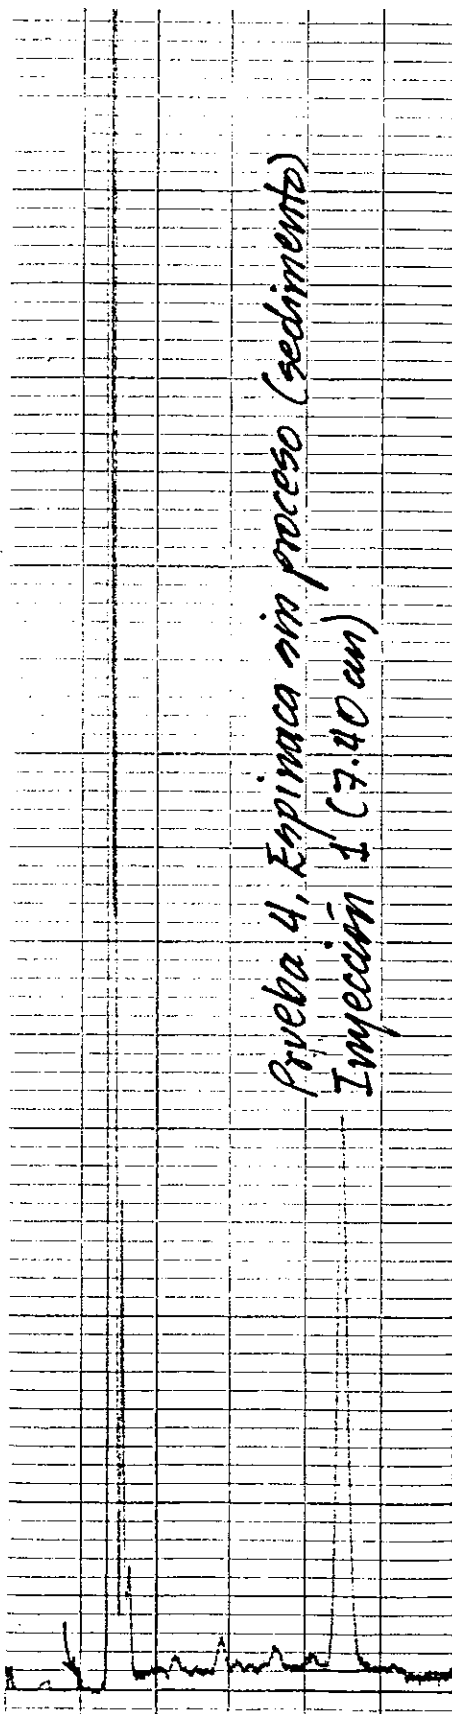 Prueba 4, Espinaca sin proceso (sedimento)
Inyección 1 (7.40 cm)